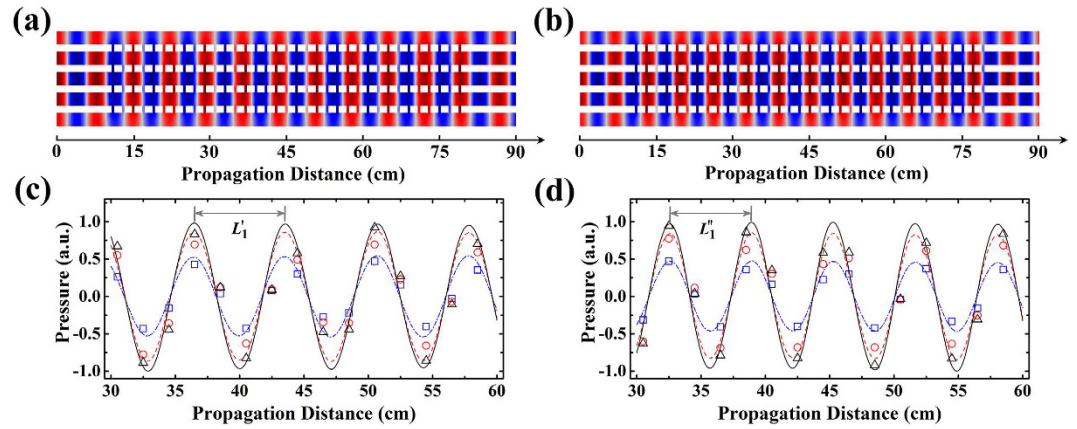 (a)
(b)
0 15 30 45 60 75 90
Propagation Distance (cm)
0 15 30 45 60 75 90
Propagation Distance (cm)
(c)
(d)
Pressure (a.u.)
1.0
0.5
0.0
-0.5
-1.0
L'1
30 35 40 45 50 55 60
Propagation Distance (cm)
Pressure (a.u.)
1.0
0.5
0.0
-0.5
-1.0
L''1
30 35 40 45 50 55 60
Propagation Distance (cm)